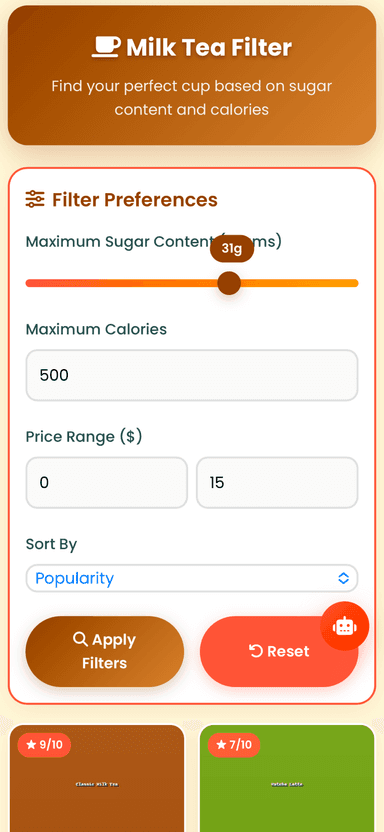 Milk Tea Filter
Find your perfect cup based on sugar
content and calories
Filter Preferences
Maximum Sugar Content ms)
31g
Maximum Calories
500
Price Range ($)
0
15
Sort By
Popularity
Apply
Filters
Reset
9/10
7/10
Classic Milk Tea
Matcha Latte